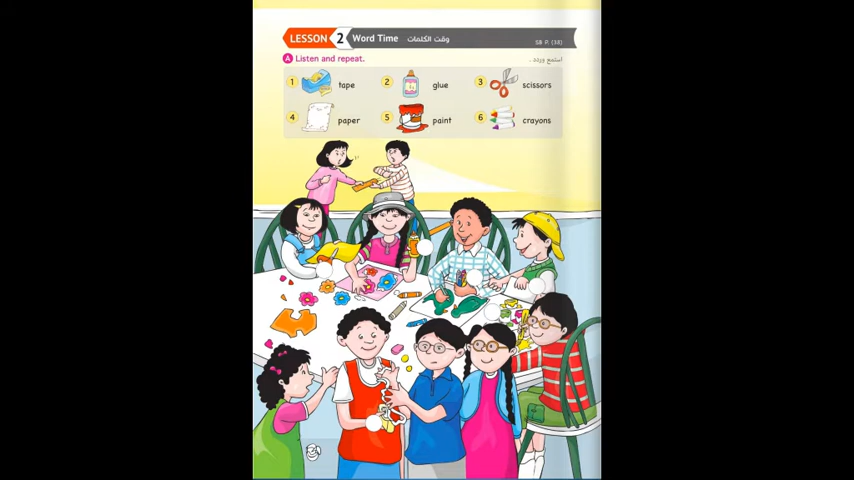 LESSON 2 Word Time وقت الكلمات SB P. (38)
A Listen and repeat. استمع وردد .
1 tape 2 glue 3 scissors
4 paper 5 paint 6 crayons